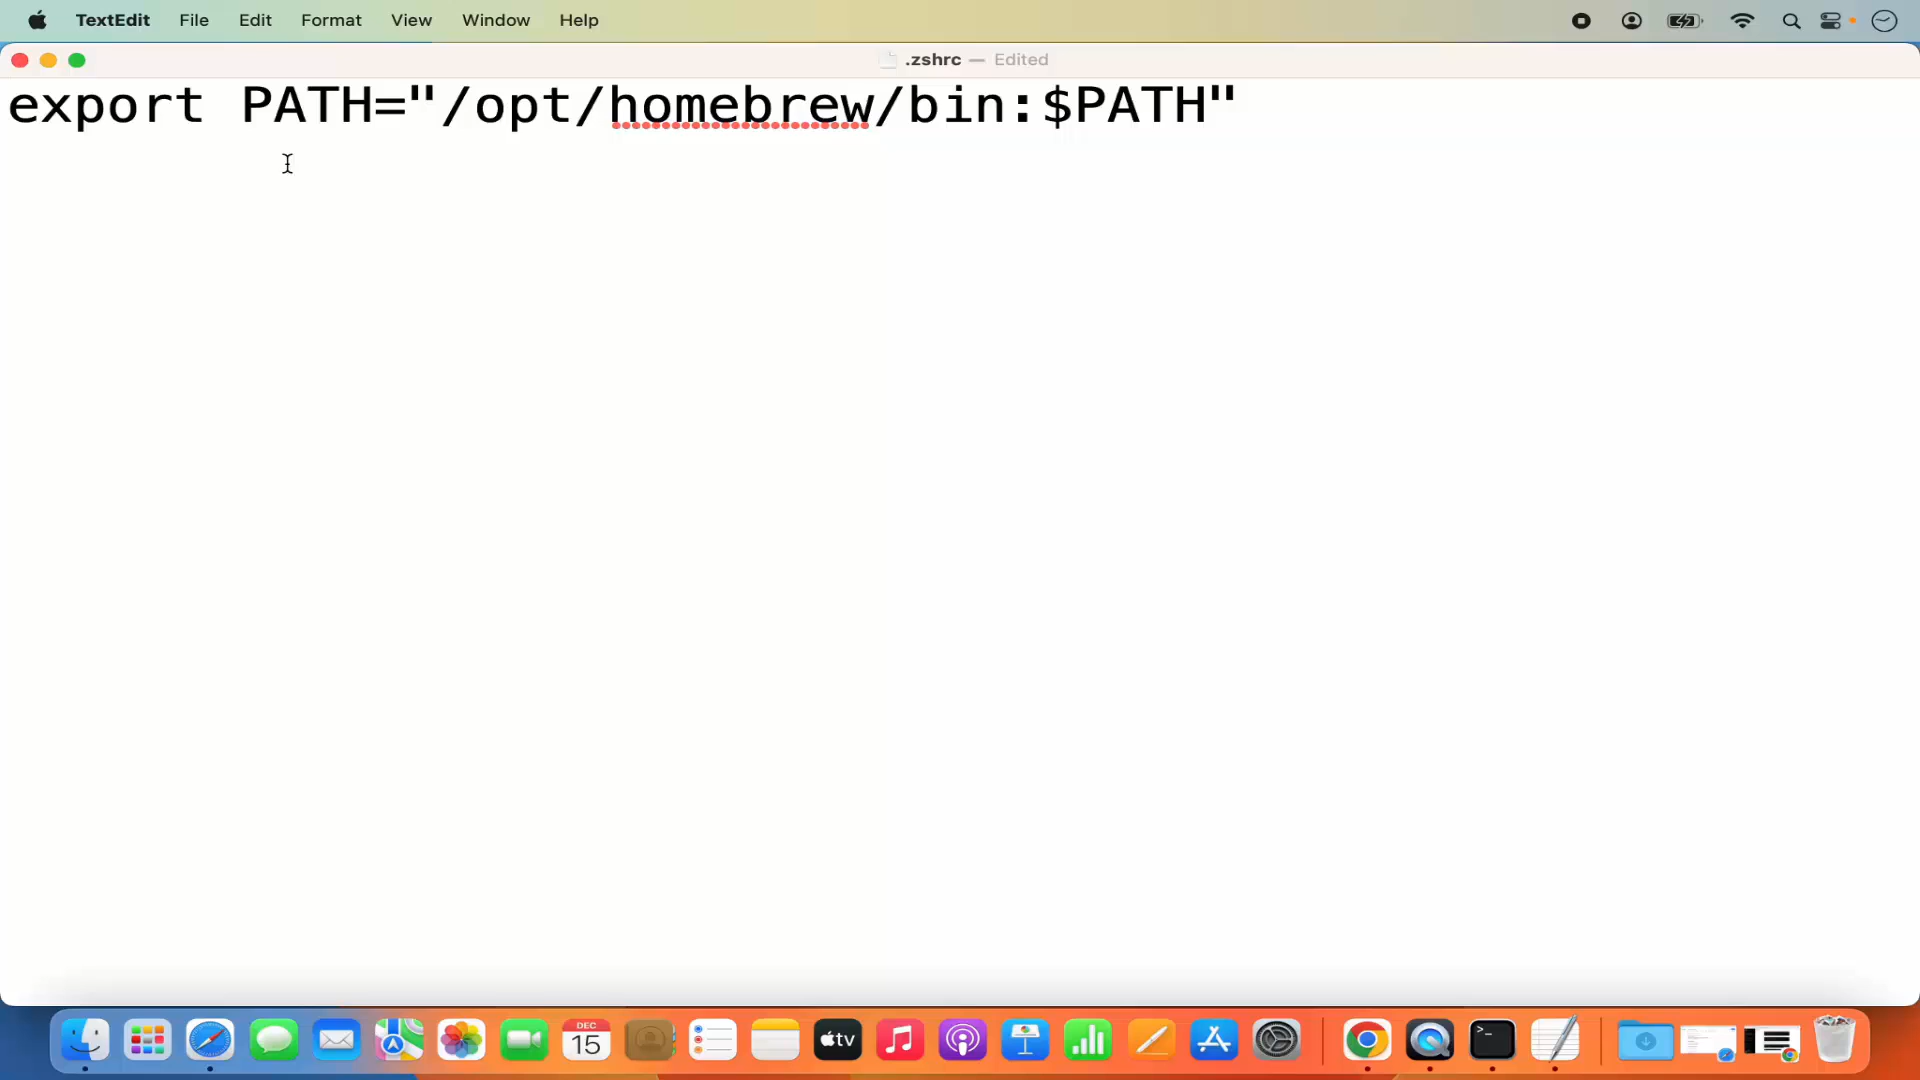 TextEdit File Edit Format View Window Help
.zshrc — Edited
export PATH="/opt/homebrew/bin:$PATH"
DEC
15
tv
>_